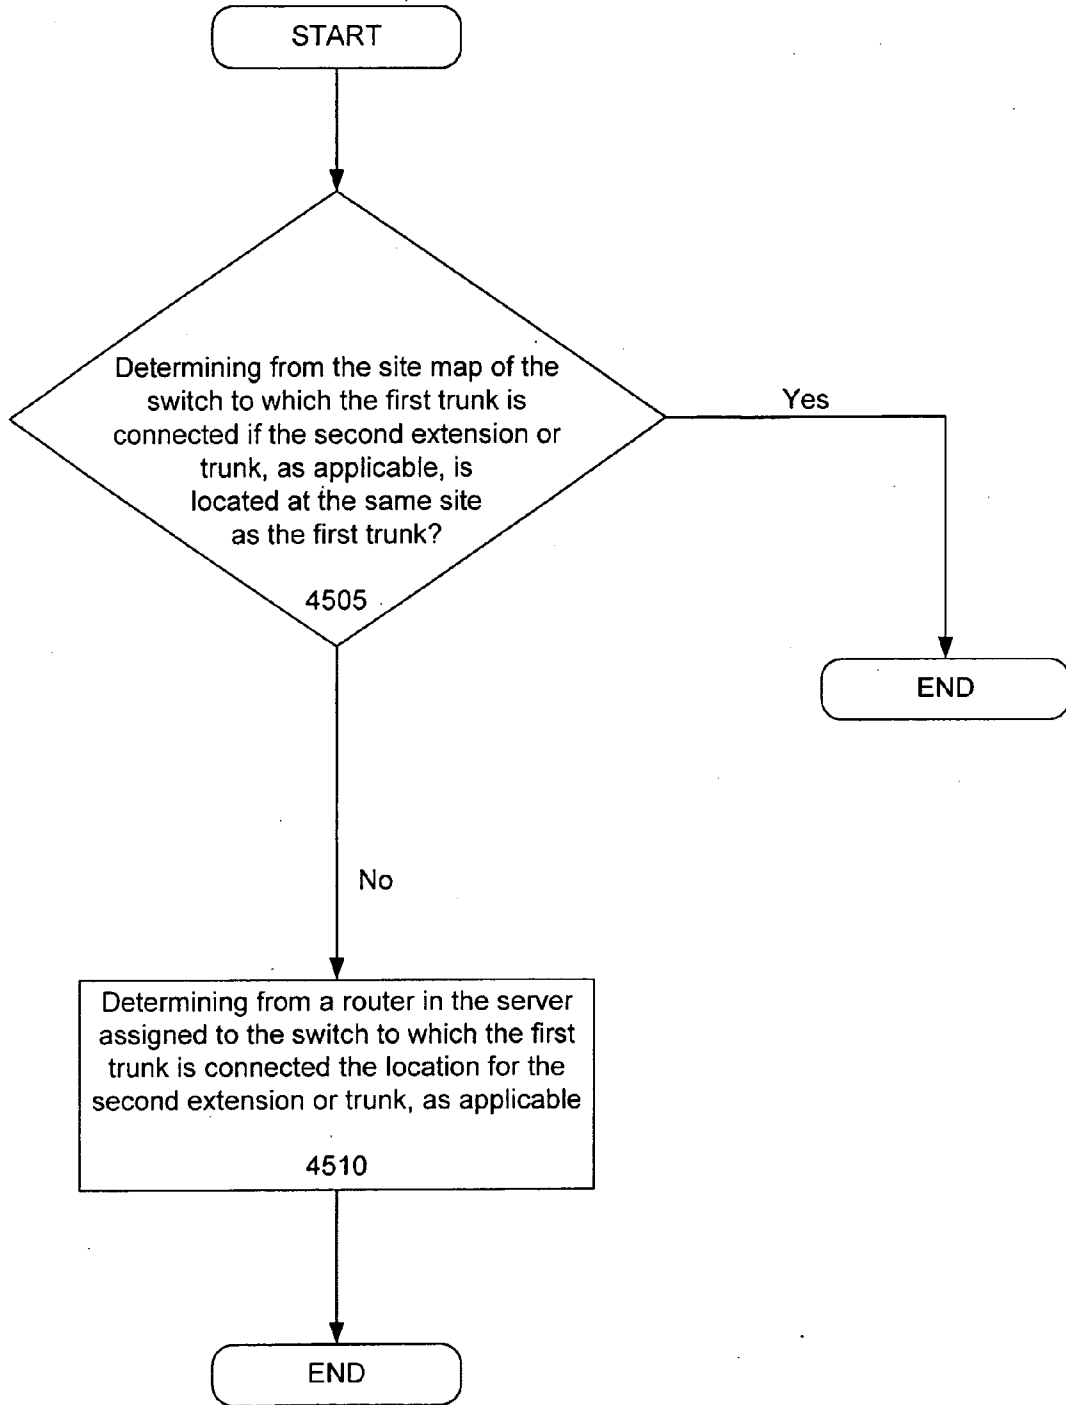 START
Determining from the site map of the
switch to which the first trunk is
connected if the second extension or
trunk, as applicable, is
located at the same site
as the first trunk?
4505
Yes
END
No
Determining from a router in the server
assigned to the switch to which the first
trunk is connected the location for the
second extension or trunk, as applicable
4510
END